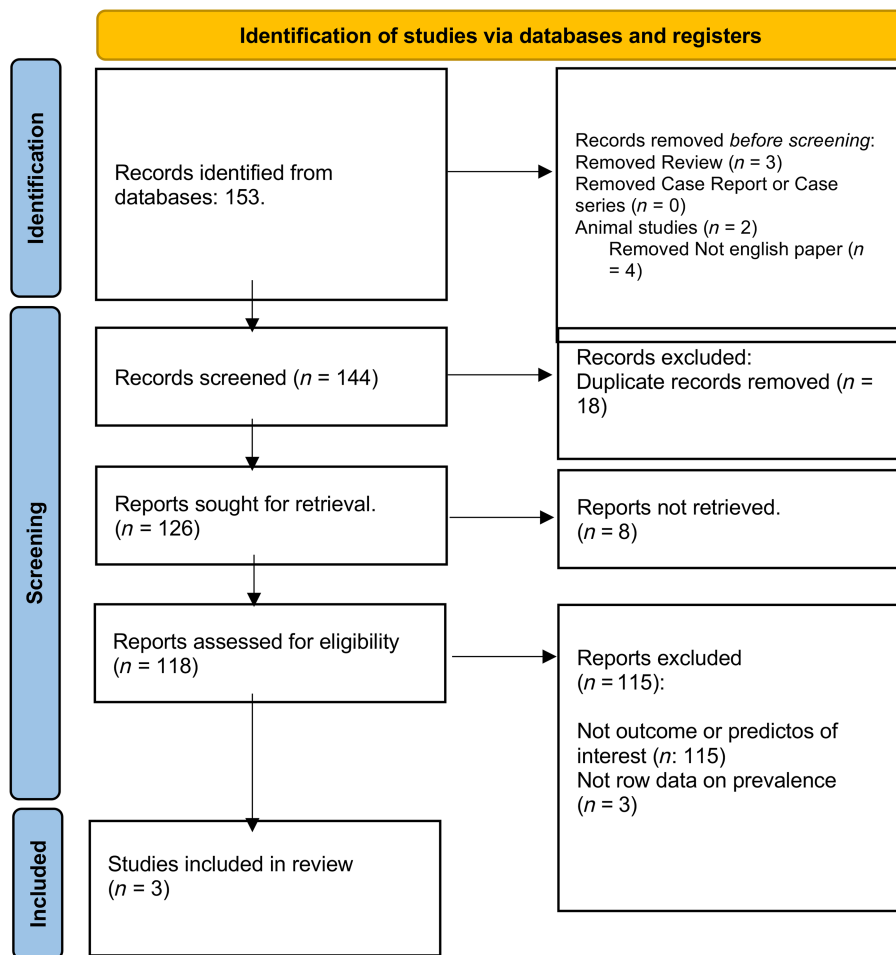 Identification of studies via databases and registers
Identification
Records identified from
databases: 153.
Records removed before screening:
Removed Review (n = 3)
Removed Case Report or Case
series (n = 0)
Animal studies (n = 2)
Removed Not english paper (n
= 4)
Screening
Records screened (n = 144)
Records excluded:
Duplicate records removed (n =
18)
Reports sought for retrieval.
(n = 126)
Reports not retrieved.
(n = 8)
Reports assessed for eligibility
(n = 118)
Reports excluded
(n = 115):
Not outcome or predictos of
interest (n: 115)
Not row data on prevalence
(n = 3)
Included
Studies included in review
(n = 3)